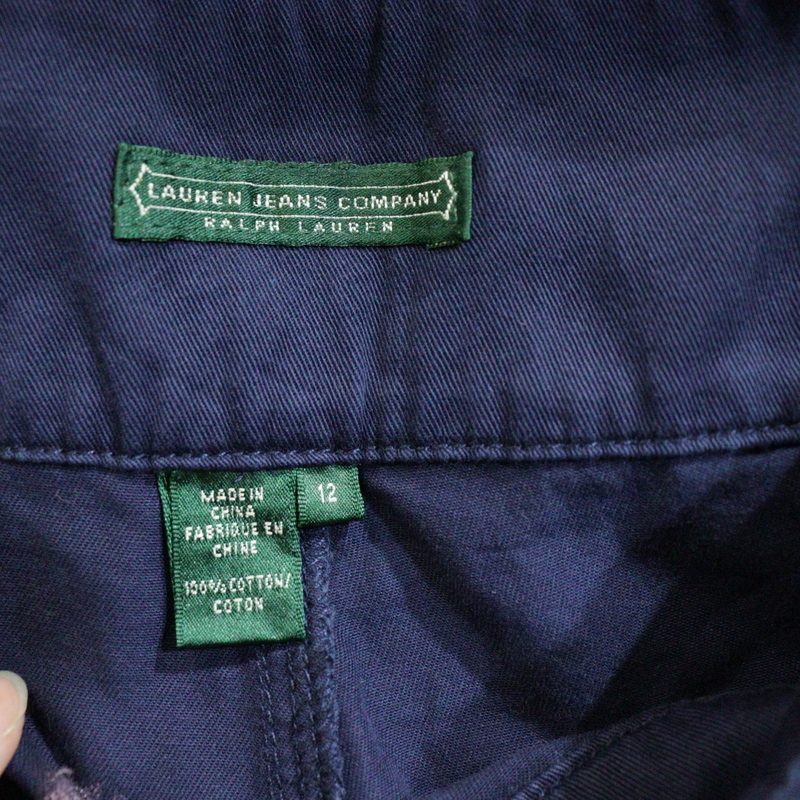 LAUREN JEANS COMPANY
RALPH LAUREN
MADE IN
CHINA
FABRIQUE EN
CHINE
100% COTTON/
COTON
12